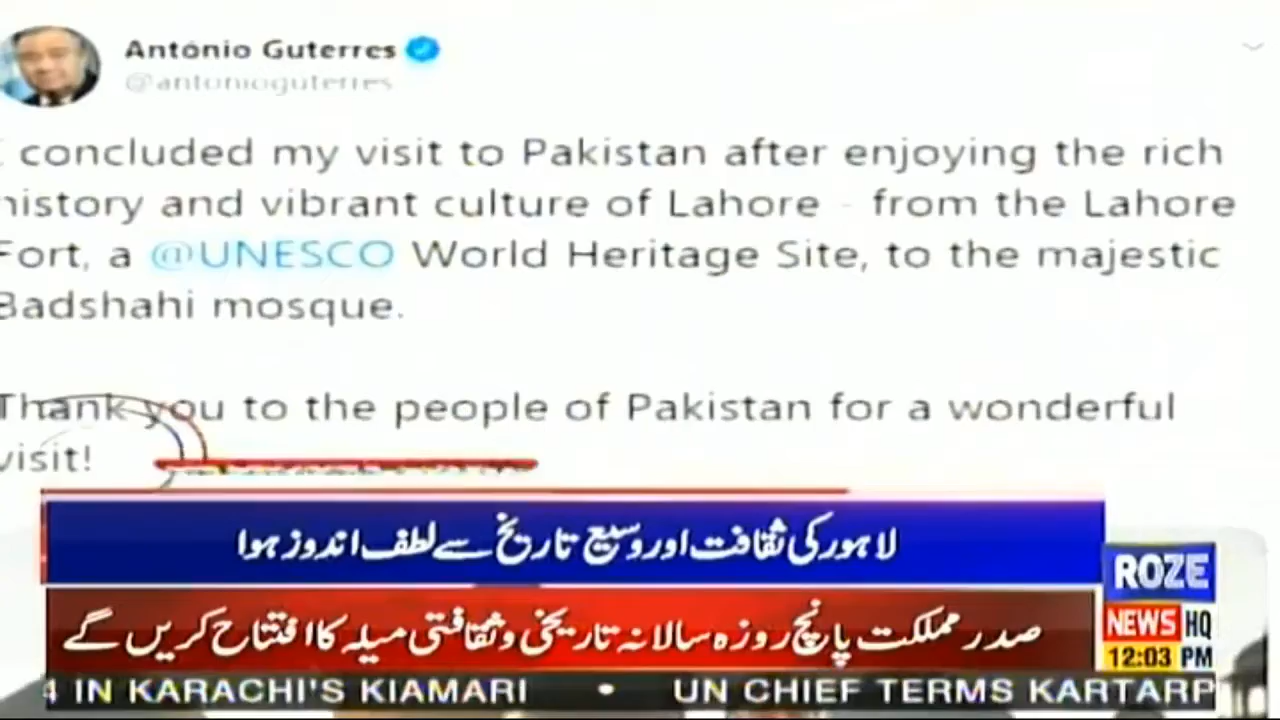 António Guterres
@antonioguterres
I concluded my visit to Pakistan after enjoying the rich
history and vibrant culture of Lahore - from the Lahore
Fort, a @UNESCO World Heritage Site, to the majestic
Badshahi mosque.
Thank you to the people of Pakistan for a wonderful
visit!
لاہور کی ثقافت اور وسیع تاریخ سے لطف اندوز ہوا
صدر مملکت پانچ روزہ سالانہ تاریخی و ثقافتی میلہ کا افتتاح کریں گے
ROZE
NEWS HQ
12:03 PM
4 IN KARACHI'S KIAMARI • UN CHIEF TERMS KARTARP